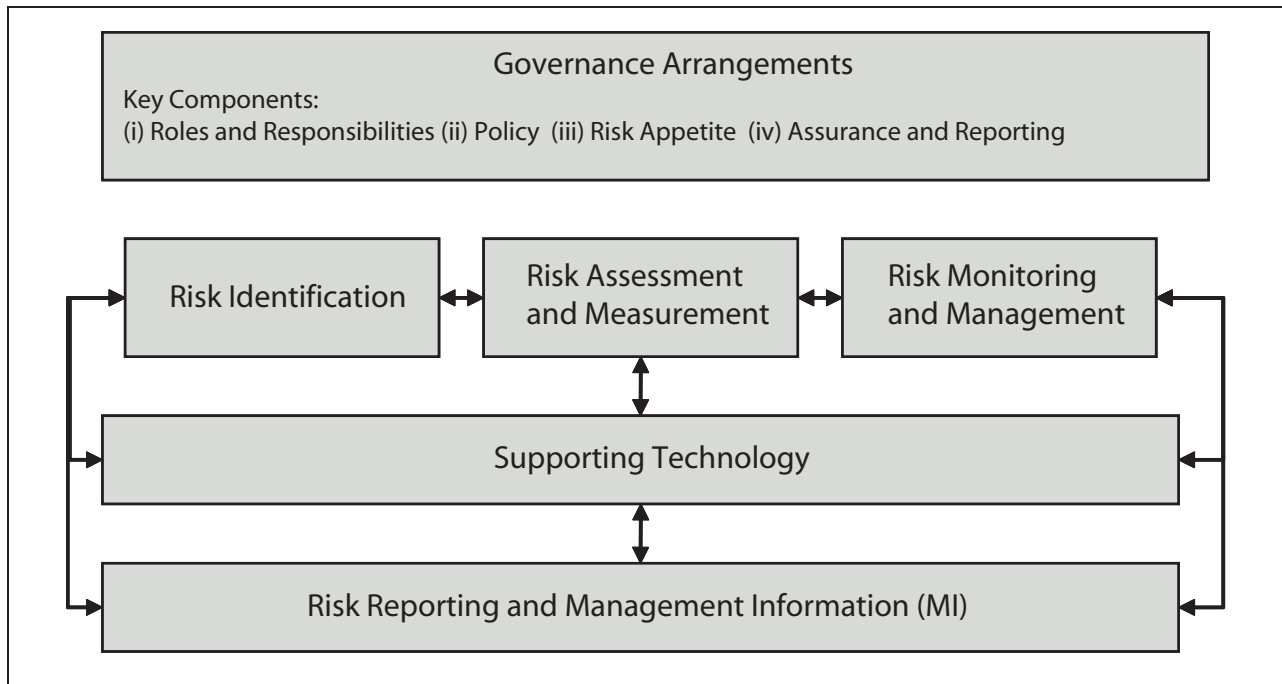 Governance Arrangements
Key Components:
(i) Roles and Responsibilities (ii) Policy (iii) Risk Appetite (iv) Assurance and Reporting
Risk Identification
Risk Assessment
and Measurement
Risk Monitoring
and Management
Supporting Technology
Risk Reporting and Management Information (MI)